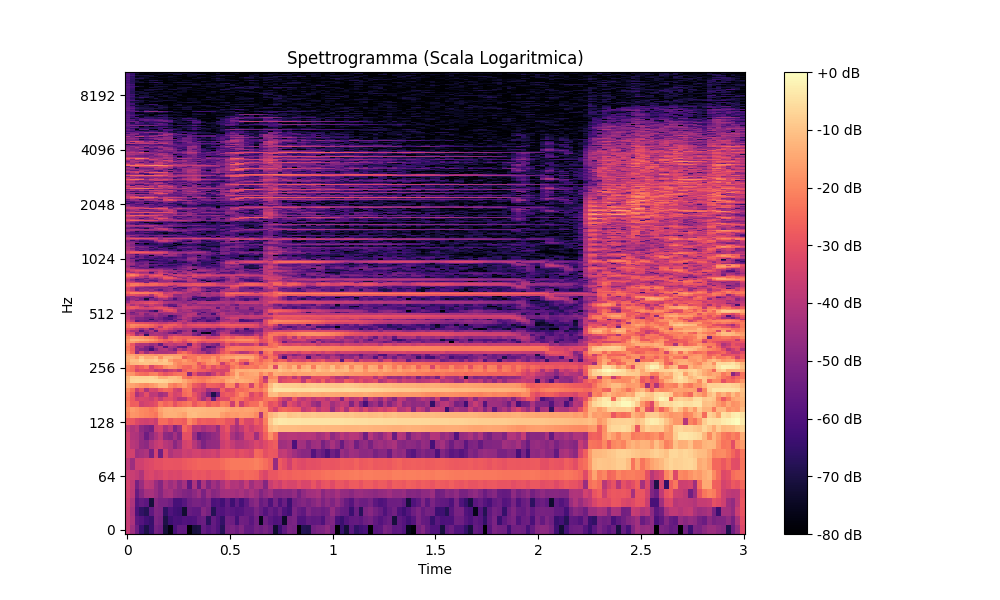 Spettrogramma (Scala Logaritmica)
Hz
8192
4096
2048
1024
512
256
128
64
0
0 0.5 1 1.5 2 2.5 3
Time
+0 dB
-10 dB
-20 dB
-30 dB
-40 dB
-50 dB
-60 dB
-70 dB
-80 dB